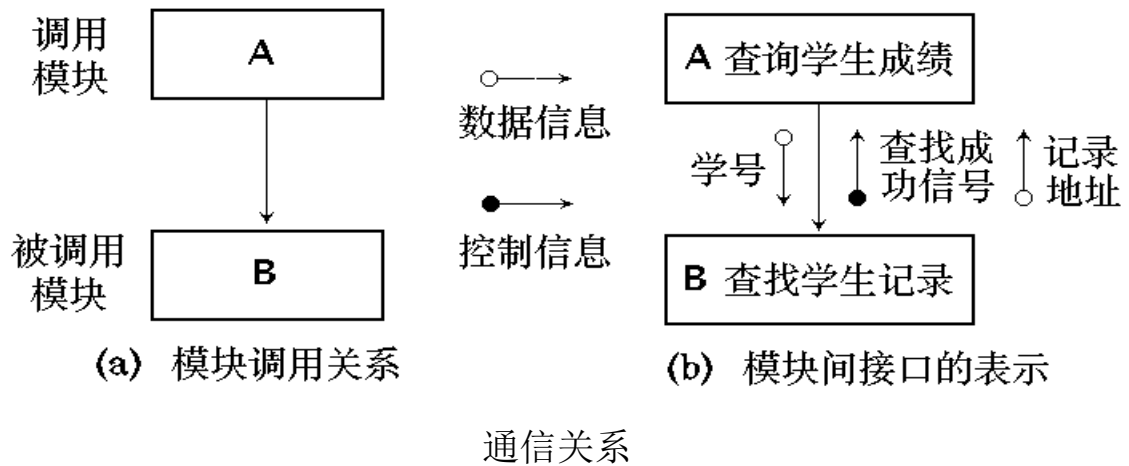 调用
模块
A
被调用
模块
B
(a) 模块调用关系
数据信息
控制信息
A 查询学生成绩
学号
查找成
功信号
记录
地址
B 查找学生记录
(b) 模块间接口的表示
通信关系